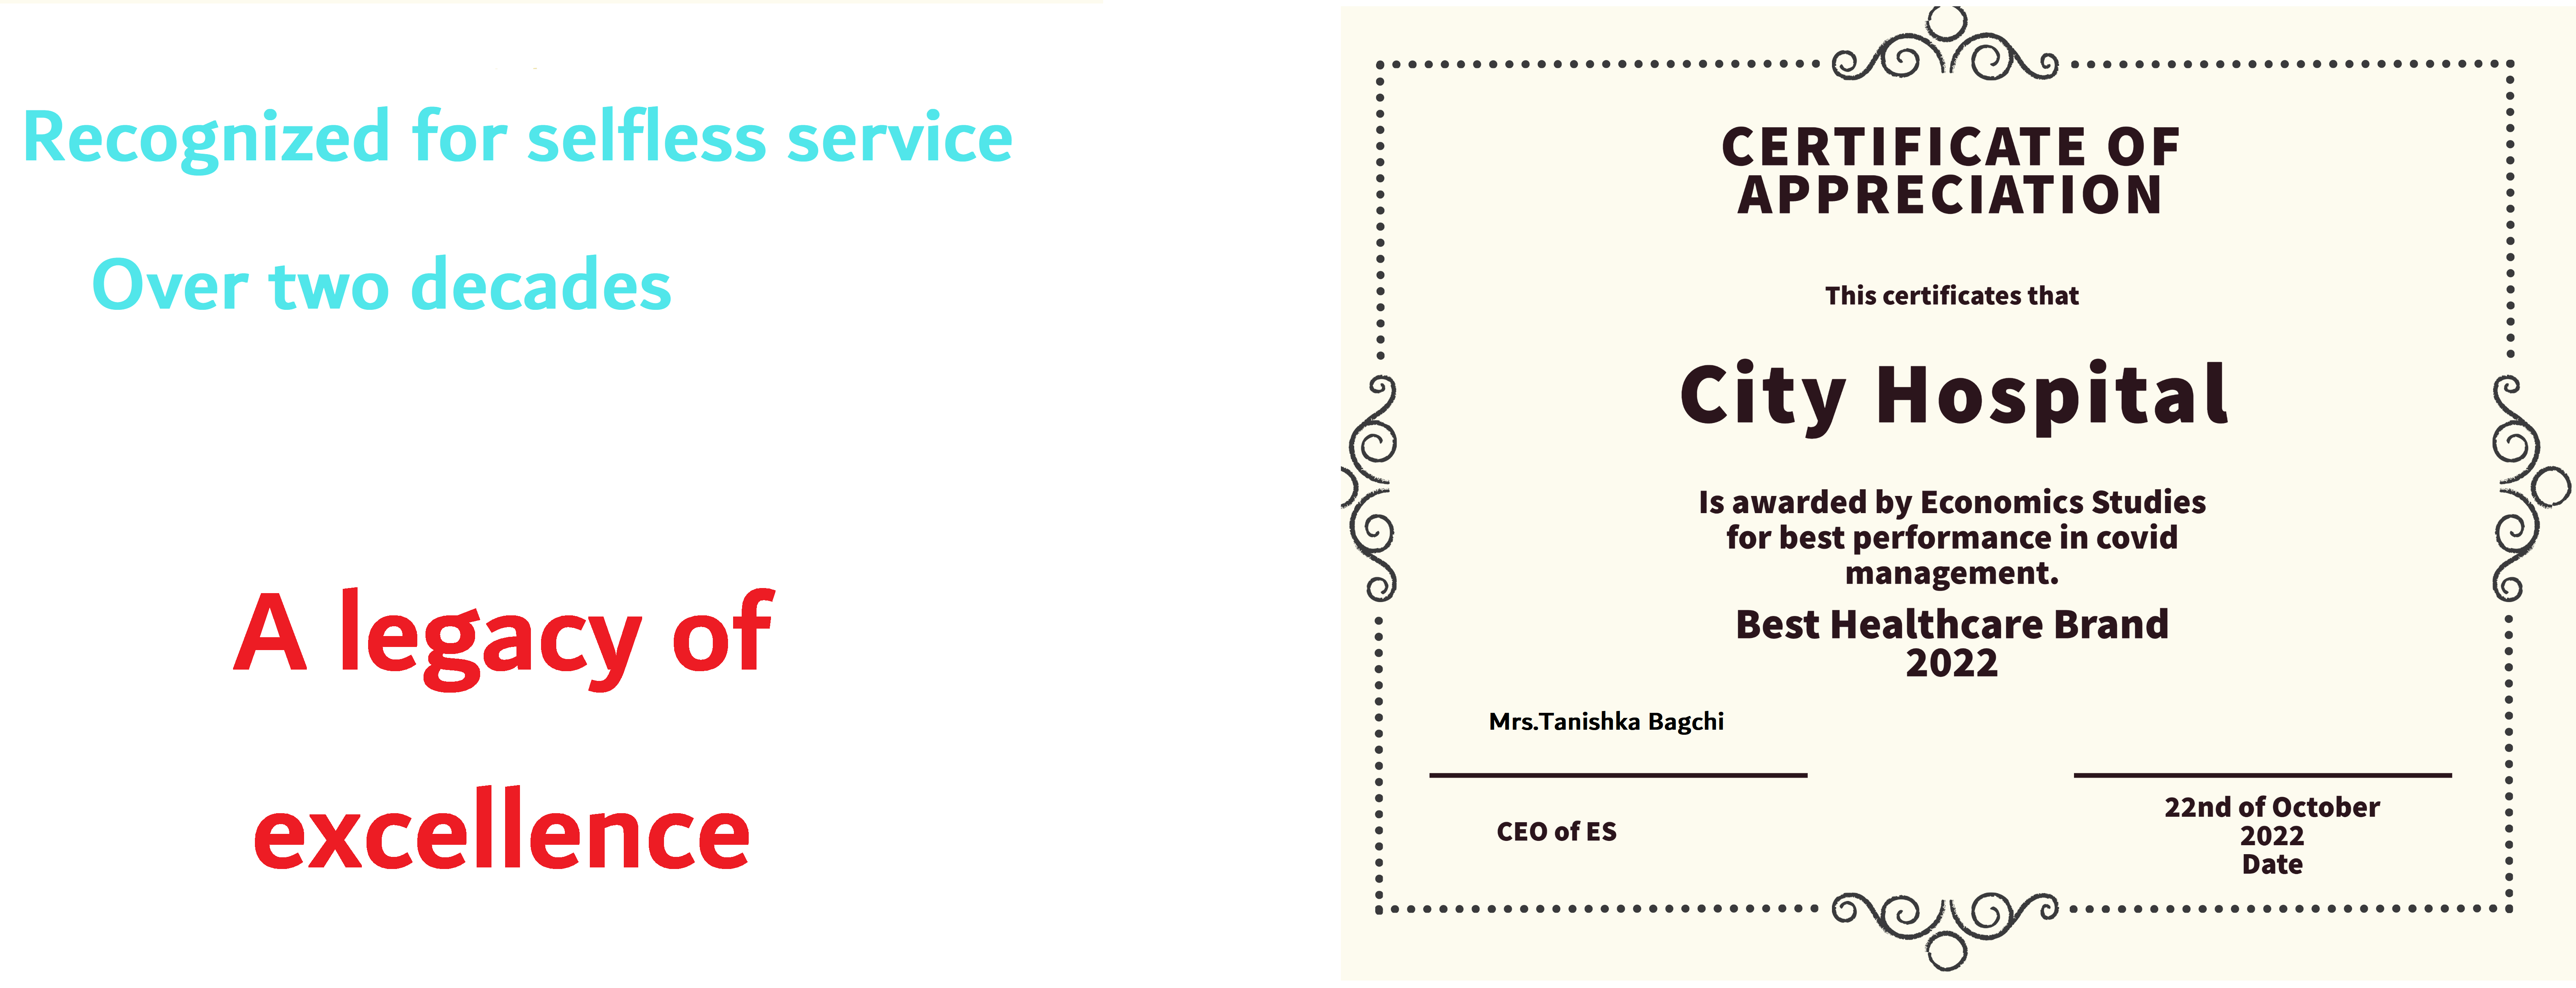 Recognized for selfless service
Over two decades
A legacy of
excellence
CERTIFICATE OF
APPRECIATION
This certificates that
City Hospital
Is awarded by Economics Studies
for best performance in covid
management.
Best Healthcare Brand
2022
Mrs.Tanishka Bagchi
CEO of ES
22nd of October
2022
Date